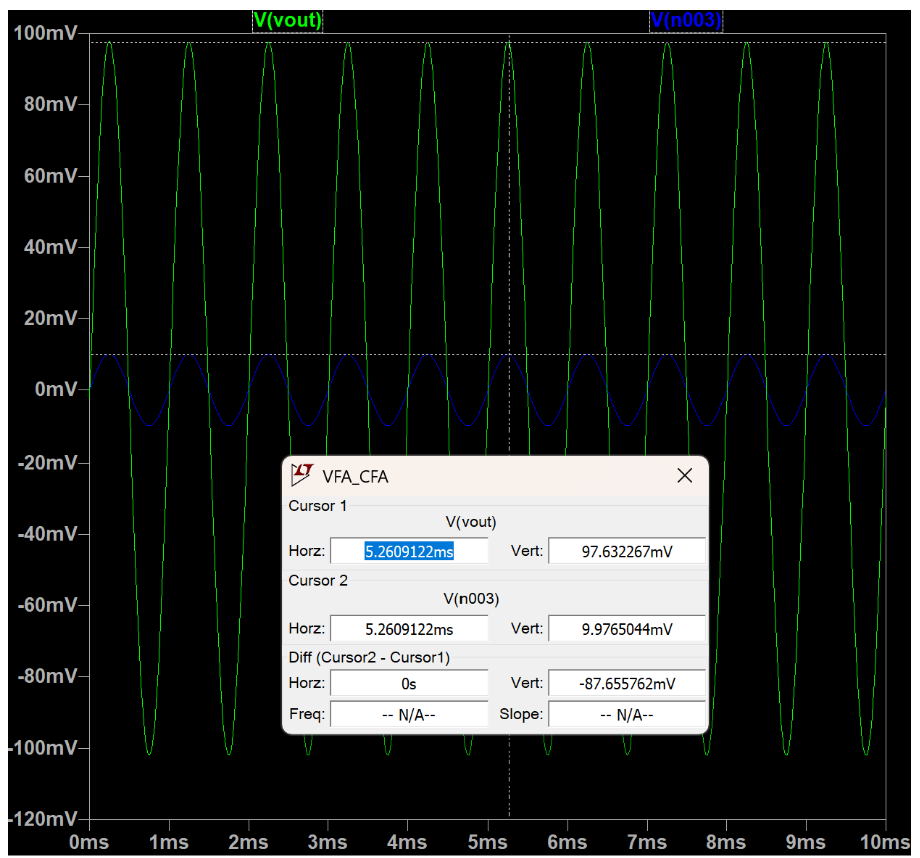 V(vout) V(n003)
100mV
80mV
60mV
40mV
20mV
0mV
-20mV
-40mV
-60mV
-80mV
-100mV
-120mV
LT VFA_CFA
Cursor 1
V(vout)
Horz: 5.2609122ms Vert: 97.632267mV
Cursor 2
V(n003)
Horz: 5.2609122ms Vert: 9.9765044mV
Diff (Cursor2 - Cursor1)
Horz: 0s Vert: -87.655762mV
Freq: -- N/A-- Slope: -- N/A--
0ms 1ms 2ms 3ms 4ms 5ms 6ms 7ms 8ms 9ms 10ms